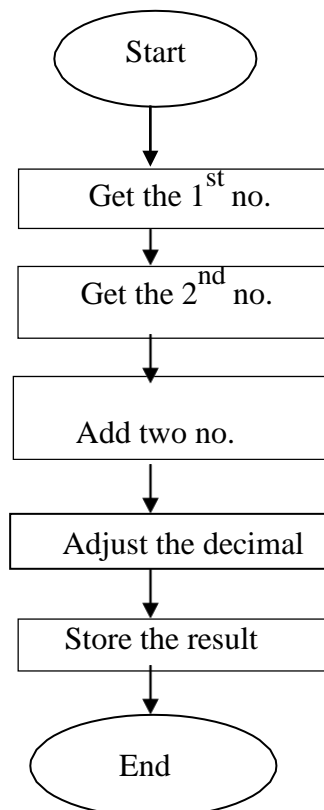 Start
Get the 1st no.
Get the 2nd no.
Add two no.
Adjust the decimal
Store the result
End